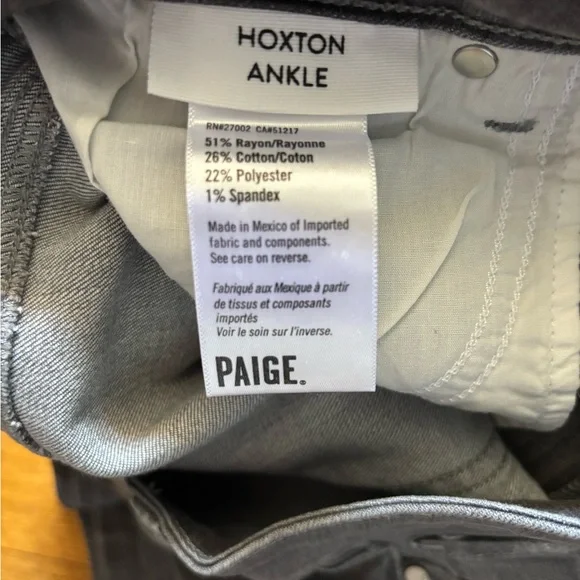 HOXTON
ANKLE
RN#27002 CA#51217
51% Rayon/Rayonne
26% Cotton/Coton
22% Polyester
1% Spandex
Made in Mexico of Imported
fabric and components.
See care on reverse.
Fabriqué aux Mexique à partir
de tissus et composants
importés
Voir le soin sur l'inverse.
PAIGE.